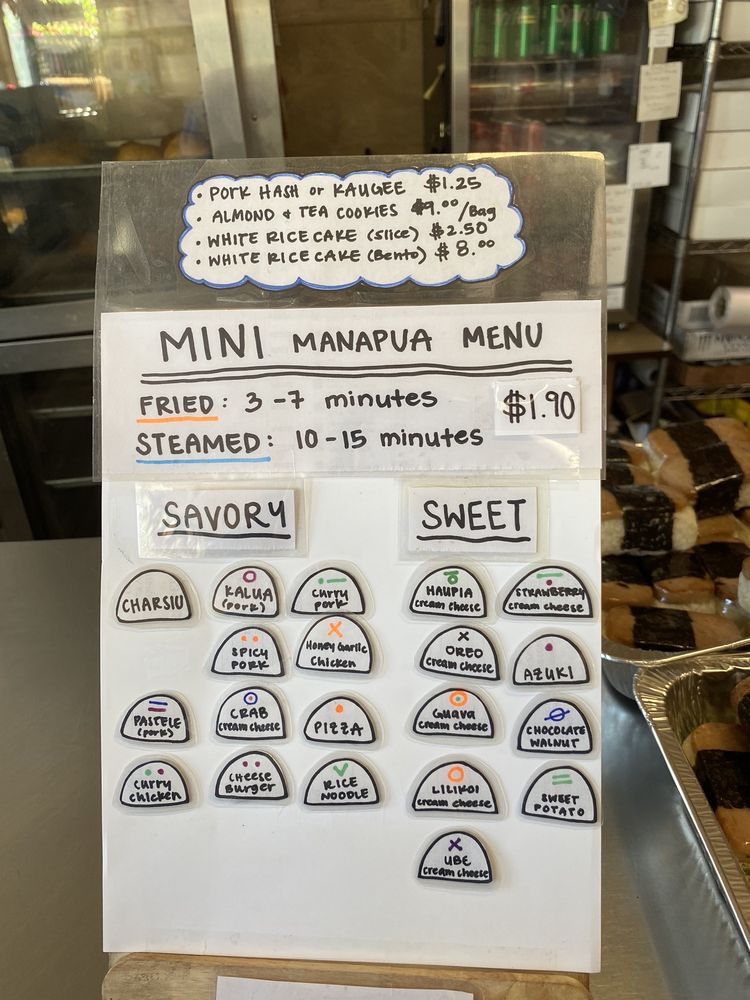 • PORK HASH or KAUGEE $1.25
• ALMOND & TEA COOKIES $9.00/Bag
• WHITE RICE CAKE (Slice) $2.50
• WHITE RICE CAKE (Bento) $8.00
MINI MANAPUA MENU
FRIED: 3-7 minutes
$1.90
STEAMED: 10-15 minutes
SAVORY
CHARSIU
KALUA
(pork)
Curry
pork
SPICY
PORK
Honey Garlic
Chicken
PASTELE
(pork)
CRAB
cream cheese
PIZZA
Curry
chicken
CHEESE
Burger
RICE
NOODLE
SWEET
HAUPIA
cream cheese
STRAWBERRY
cream cheese
OREO
cream cheese
AZUKI
Guava
cream cheese
CHOCOLATE
WALNUT
LILIKOI
cream cheese
SWEET
POTATO
UBE
cream cheese